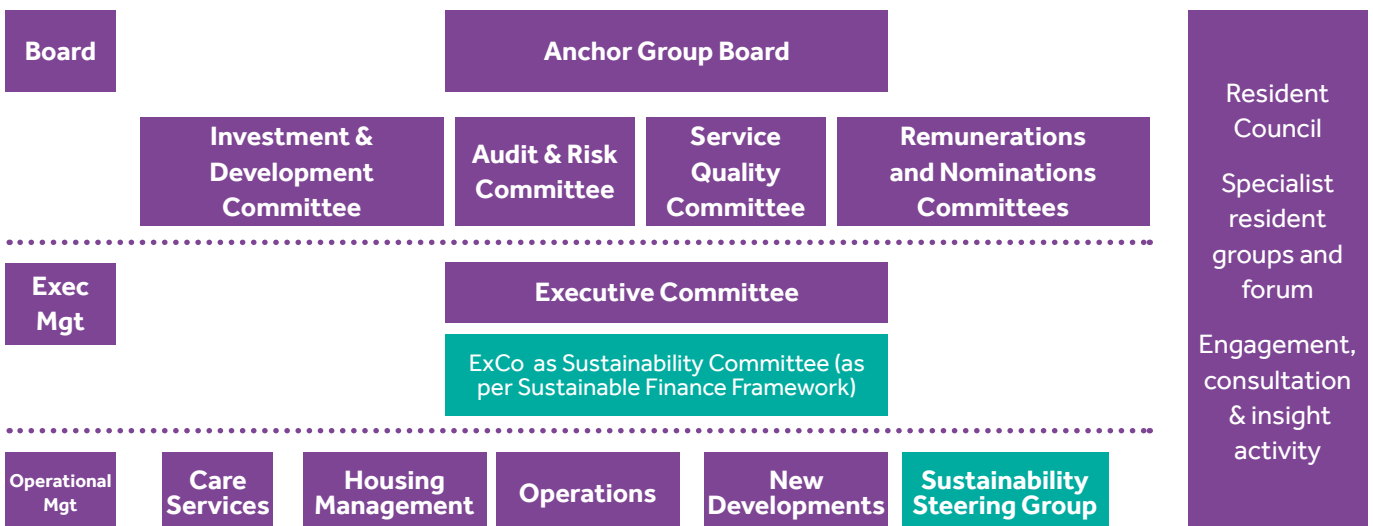 Board
Anchor Group Board
Investment &
Development
Committee
Audit & Risk
Committee
Service
Quality
Committee
Remunerations
and Nominations
Committees
Exec
Mgt
Executive Committee
ExCo as Sustainability Committee (as
per Sustainable Finance Framework)
Operational
Mgt
Care
Services
Housing
Management
Operations
New
Developments
Sustainability
Steering Group
Resident
Council
Specialist
resident
groups and
forum
Engagement,
consultation
& insight
activity